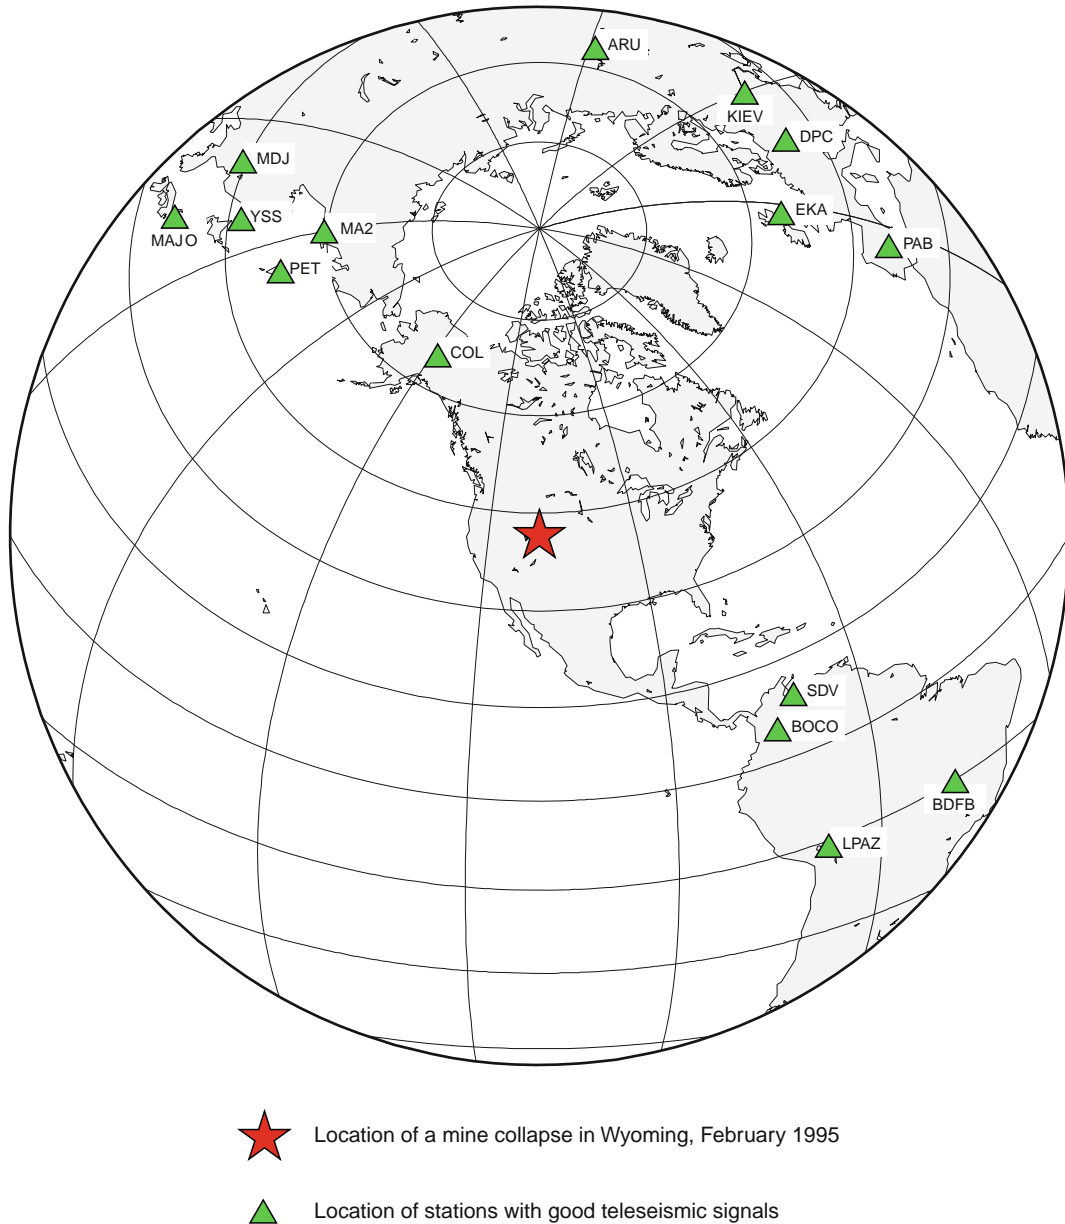 ARU
KIEV
DPC
MDJ
EKA
YSS
MA2
MAJO
PAB
PET
COL
SDV
BOCO
BDFB
LPAZ
Location of a mine collapse in Wyoming, February 1995
Location of stations with good teleseismic signals